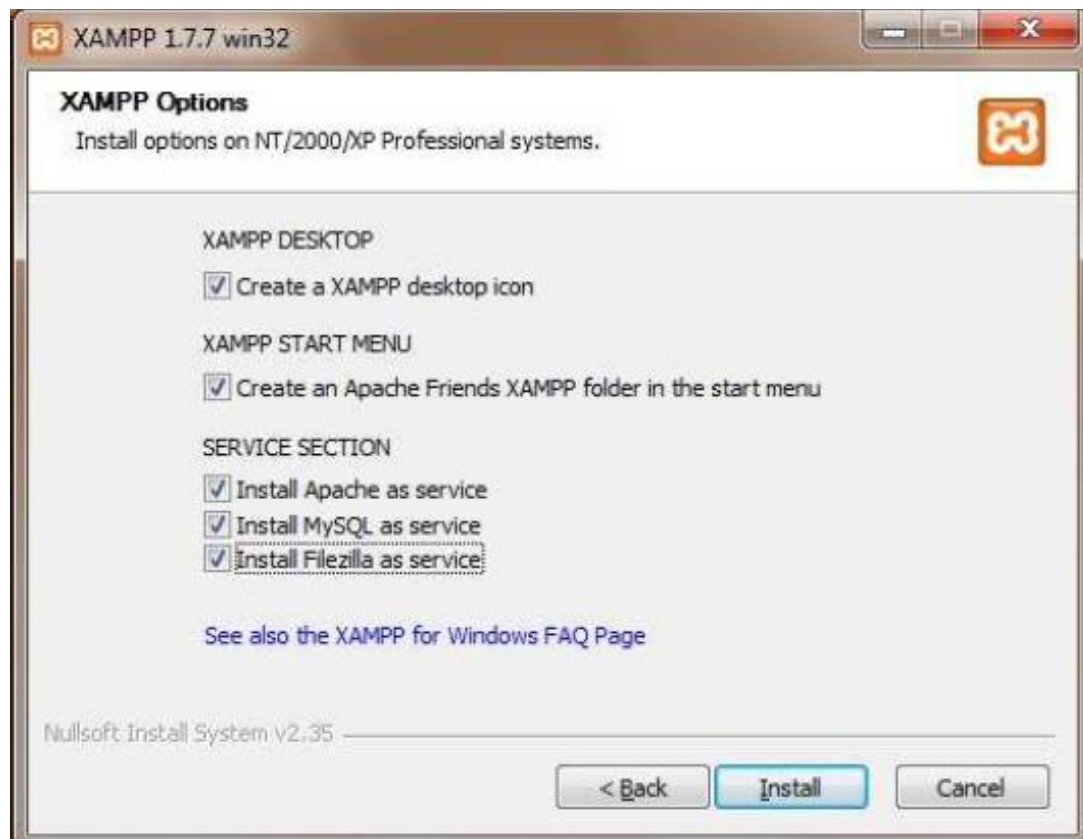 XAMPP 1.7.7 win32
XAMPP Options
Install options on NT/2000/XP Professional systems.
XAMPP DESKTOP
Create a XAMPP desktop icon
XAMPP START MENU
Create an Apache Friends XAMPP folder in the start menu
SERVICE SECTION
Install Apache as service
Install MySQL as service
Install Filezilla as service
See also the XAMPP for Windows FAQ Page
Nullsoft Install System v2.35
< Back Install Cancel